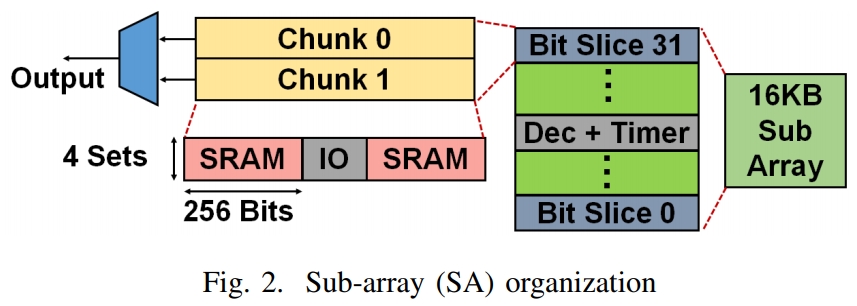 Chunk 0
Chunk 1
Output
4 Sets
SRAM IO SRAM
256 Bits
Bit Slice 31
Dec + Timer
Bit Slice 0
16KB
Sub
Array
Fig. 2. Sub-array (SA) organization